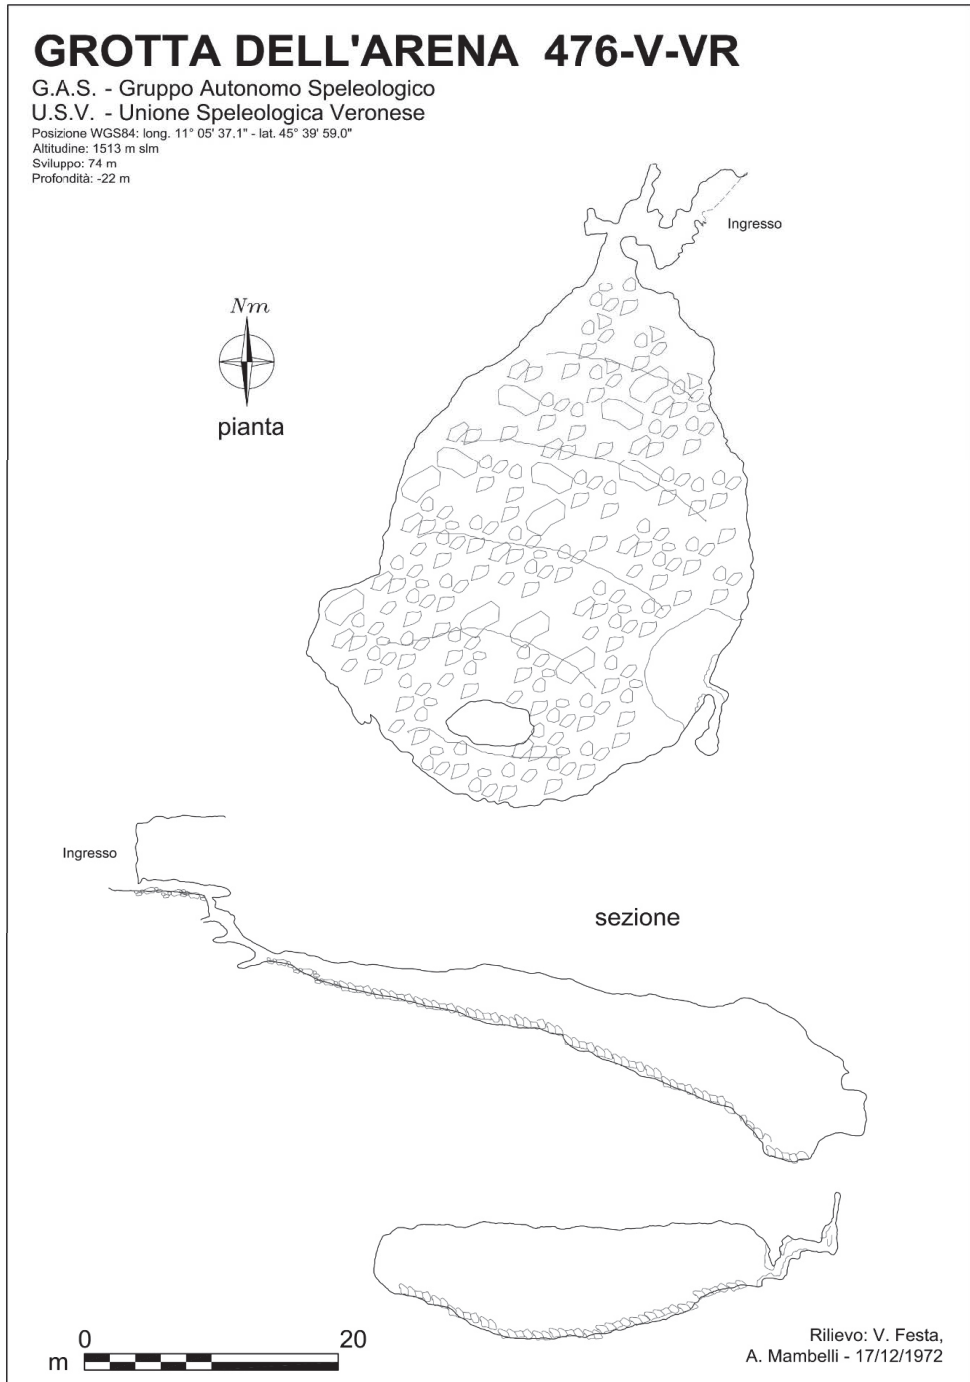 GROTTA DELL'ARENA 476-V-VR
G.A.S. - Gruppo Autonomo Speleologico
U.S.V. - Unione Speleologica Veronese
Posizione WGS84: long. 11° 05' 37.1" - lat. 45° 39' 59.0"
Altitudine: 1513 m slm
Sviluppo: 74 m
Profondità: -22 m
Ingresso
Nm
pianta
Ingresso
sezione
0 20
m
Rilievo: V. Festa,
A. Mambelli - 17/12/1972